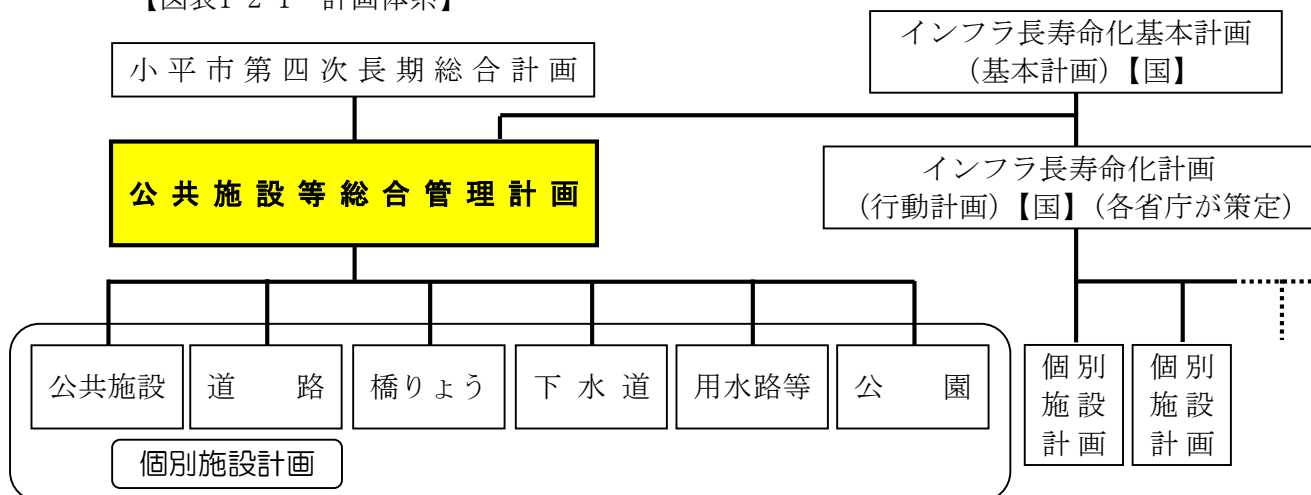 【図表1-2-1 計画体系】
小平市第四次長期総合計画
インフラ長寿命化基本計画
(基本計画)【国】
公共施設等総合管理計画
インフラ長寿命化計画
(行動計画)【国】(各省庁が策定)
公共施設
道路
橋りょう
下水道
用水路等
公園
個別施設計画
個別
施設
計画
個別
施設
計画